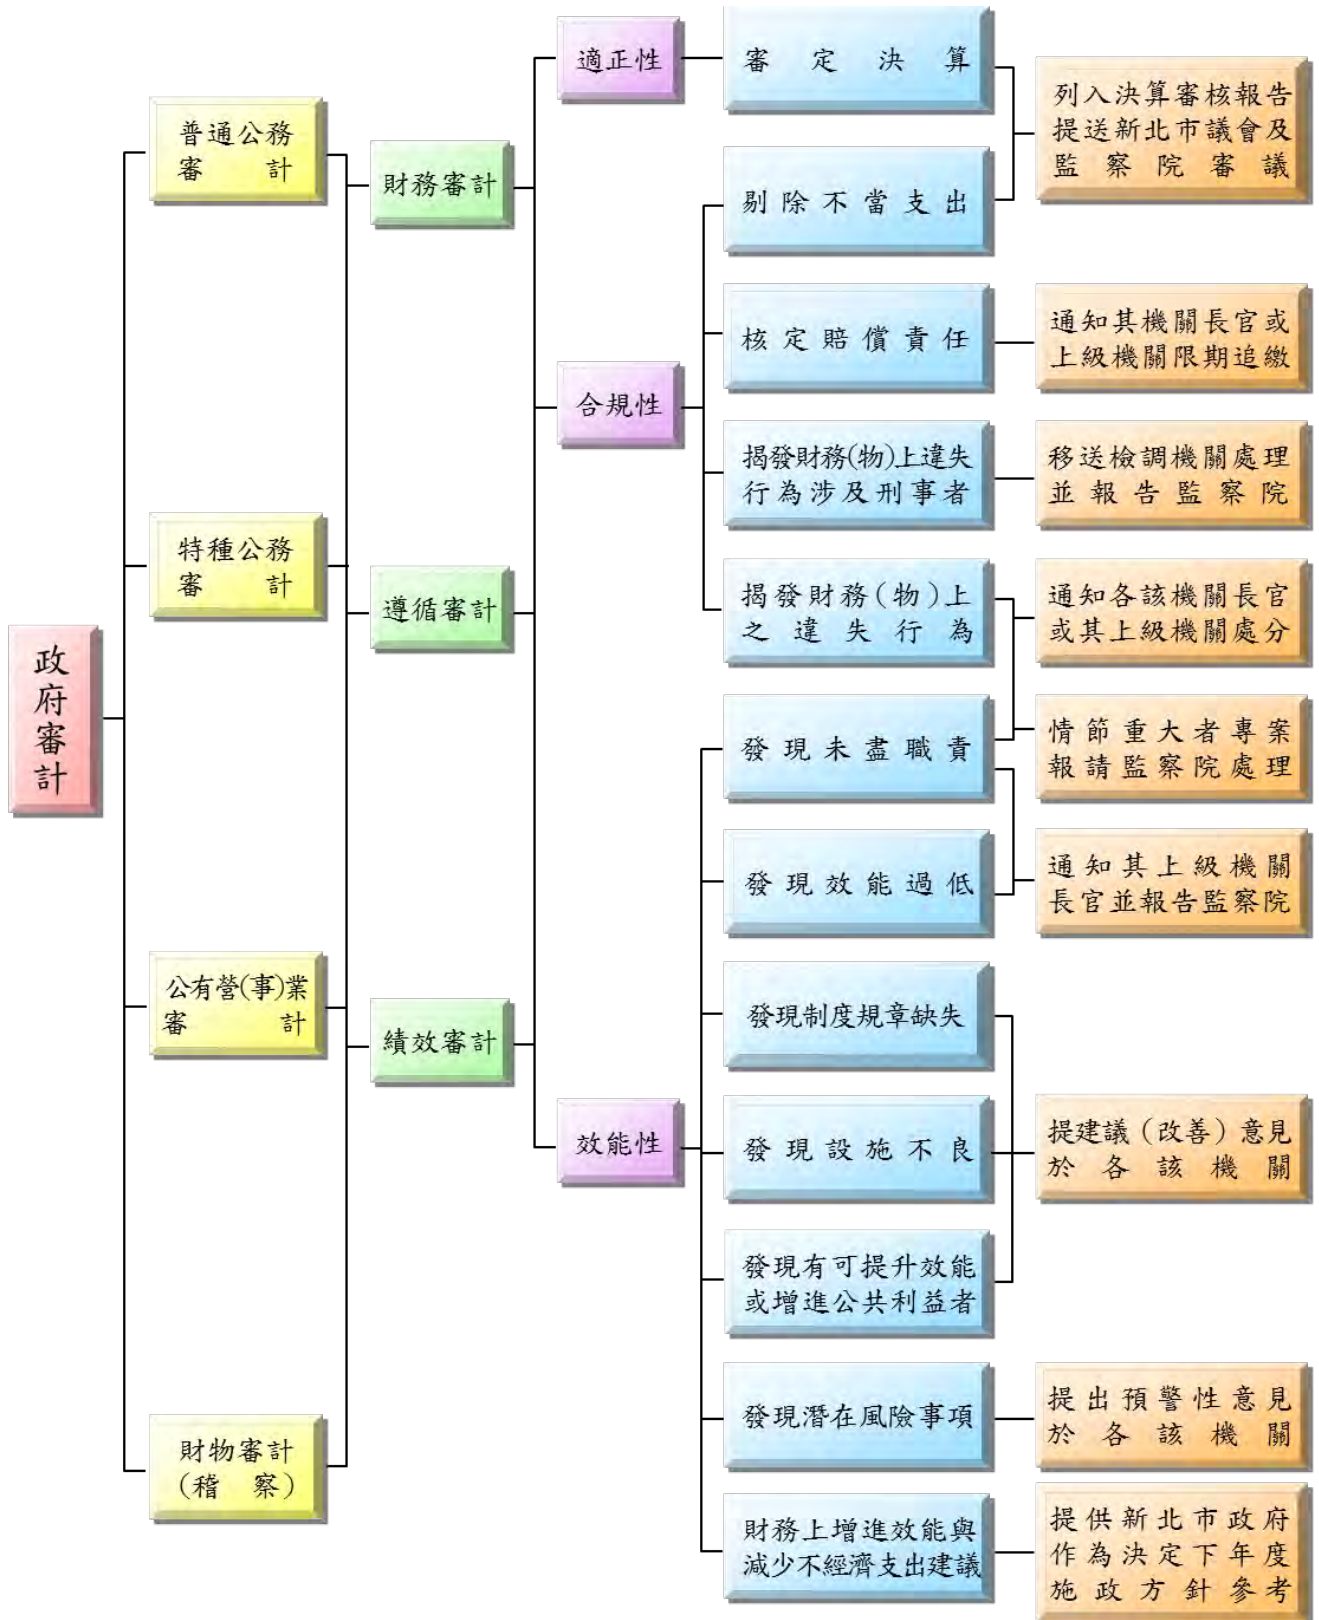 政府審計
普通公務
審計
特種公務
審計
公有營(事)業
審計
財物審計
(稽察)
財務審計
遵循審計
績效審計
適正性
合規性
效能性
審定決算
剔除不當支出
核定賠償責任
揭發財務(物)上違失
行為涉及刑事者
揭發財務(物)上
之違失行為
發現未盡職責
發現效能過低
發現制度規章缺失
發現設施不良
發現有可提升效能
或增進公共利益者
發現潛在風險事項
財務上增進效能與
減少不經濟支出建議
列入決算審核報告
提送新北市議會及
監察院審議
通知其機關長官或
上級機關限期追繳
移送檢調機關處理
並報告監察院
通知各該機關長官
或其上級機關處分
情節重大者專案
報請監察院處理
通知其上級機關
長官並報告監察院
提建議(改善)意見
於各該機關
提出預警性意見
於各該機關
提供新北市政府
作為決定下年度
施政方針參考